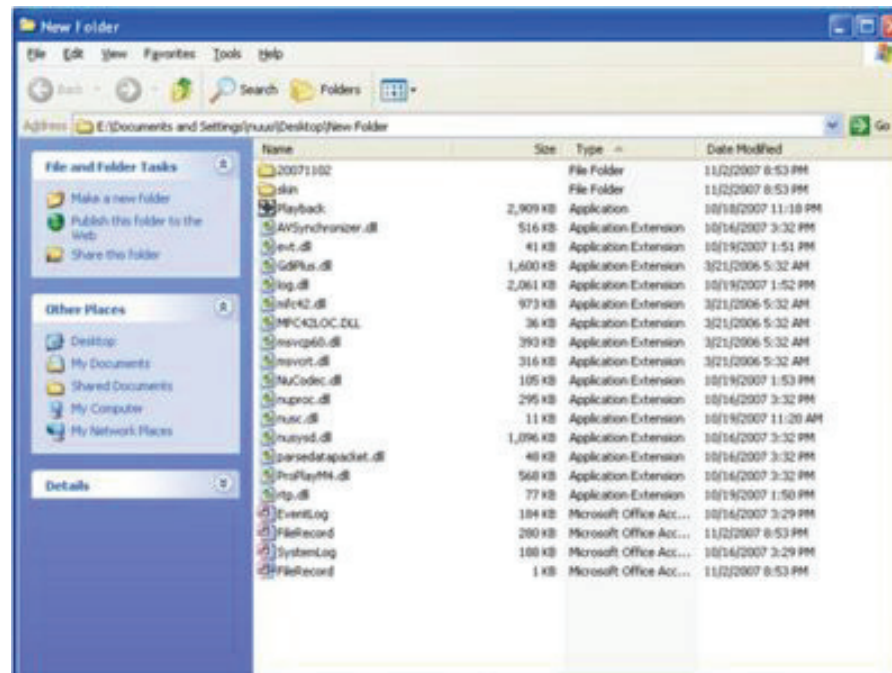 New Folder
File Edit View Favorites Tools Help
Back Search Folders
Address E:\Documents and Settings\nuuo\Desktop\New Folder Go
File and Folder Tasks
Make a new folder
Publish this folder to the Web
Share this folder
Other Places
Desktop
My Documents
Shared Documents
My Computer
My Network Places
Details
Name Size Type Date Modified
20071102 File Folder 11/2/2007 8:53 PM
skin File Folder 11/2/2007 8:53 PM
Playback 2,909 KB Application 10/18/2007 11:18 PM
AVSynchronizer.dll 516 KB Application Extension 10/16/2007 3:32 PM
evt.dll 41 KB Application Extension 10/19/2007 1:51 PM
GdiPlus.dll 1,600 KB Application Extension 3/21/2006 5:32 AM
log.dll 2,061 KB Application Extension 10/19/2007 1:52 PM
mfc42.dll 973 KB Application Extension 3/21/2006 5:32 AM
MFC42LOC.DLL 36 KB Application Extension 3/21/2006 5:32 AM
msvcp60.dll 393 KB Application Extension 3/21/2006 5:32 AM
msvcrt.dll 316 KB Application Extension 3/21/2006 5:32 AM
NuCodec.dll 105 KB Application Extension 10/19/2007 1:53 PM
nuproc.dll 295 KB Application Extension 10/16/2007 3:32 PM
nusc.dll 11 KB Application Extension 10/19/2007 11:28 AM
nusysd.dll 1,096 KB Application Extension 10/16/2007 3:32 PM
parsedatapacket.dll 48 KB Application Extension 10/16/2007 3:32 PM
ProPlayM4.dll 568 KB Application Extension 10/16/2007 3:32 PM
rtp.dll 77 KB Application Extension 10/19/2007 1:50 PM
EventLog 184 KB Microsoft Office Acc... 10/16/2007 3:29 PM
FileRecord 280 KB Microsoft Office Acc... 11/2/2007 8:53 PM
SystemLog 188 KB Microsoft Office Acc... 10/16/2007 3:29 PM
FileRecord 1 KB Microsoft Office Acc... 11/2/2007 8:53 PM